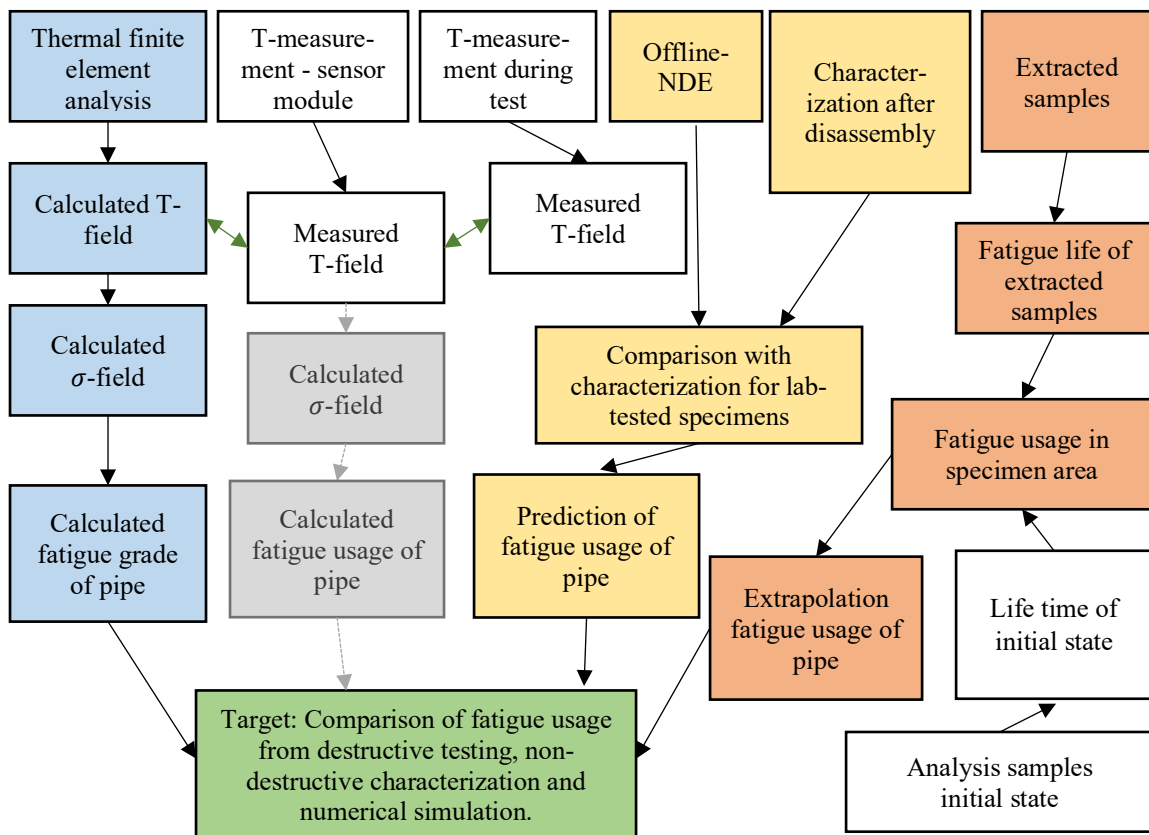 Thermal finite
element
analysis
T-measure-
ment - sensor
module
T-measure-
ment during
test
Offline-
NDE
Character-
ization after
disassembly
Extracted
samples
Calculated T-
field
Measured
T-field
Measured
T-field
Fatigue life of
extracted
samples
Calculated
σ-field
Calculated
σ-field
Comparison with
characterization for lab-
tested specimens
Fatigue usage in
specimen area
Calculated
fatigue grade
of pipe
Calculated
fatigue usage of
pipe
Prediction of
fatigue usage of
pipe
Extrapolation
fatigue usage of
pipe
Life time of
initial state
Target: Comparison of fatigue usage
from destructive testing, non-
destructive characterization and
numerical simulation.
Analysis samples
initial state